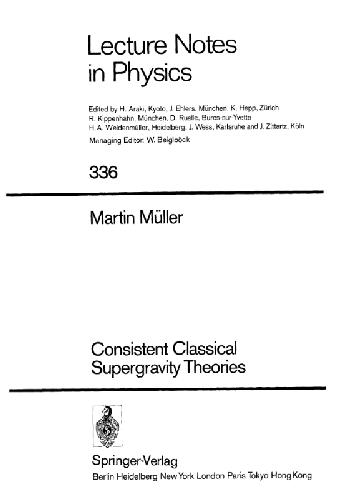 Lecture Notes
in Physics
Edited by H. Araki, Kyoto, J. Ehlers, München, K. Hepp, Zürich
R. Kippenhahn, München, D. Ruelle, Bures-sur-Yvette
H. A. Weidenmüller, Heidelberg, J. Wess, Karlsruhe and J. Zittartz, Köln
Managing Editor: W. Beiglböck
336
Martin Müller
Consistent Classical
Supergravity Theories
Springer-Verlag
Berlin Heidelberg New York London Paris Tokyo Hong Kong